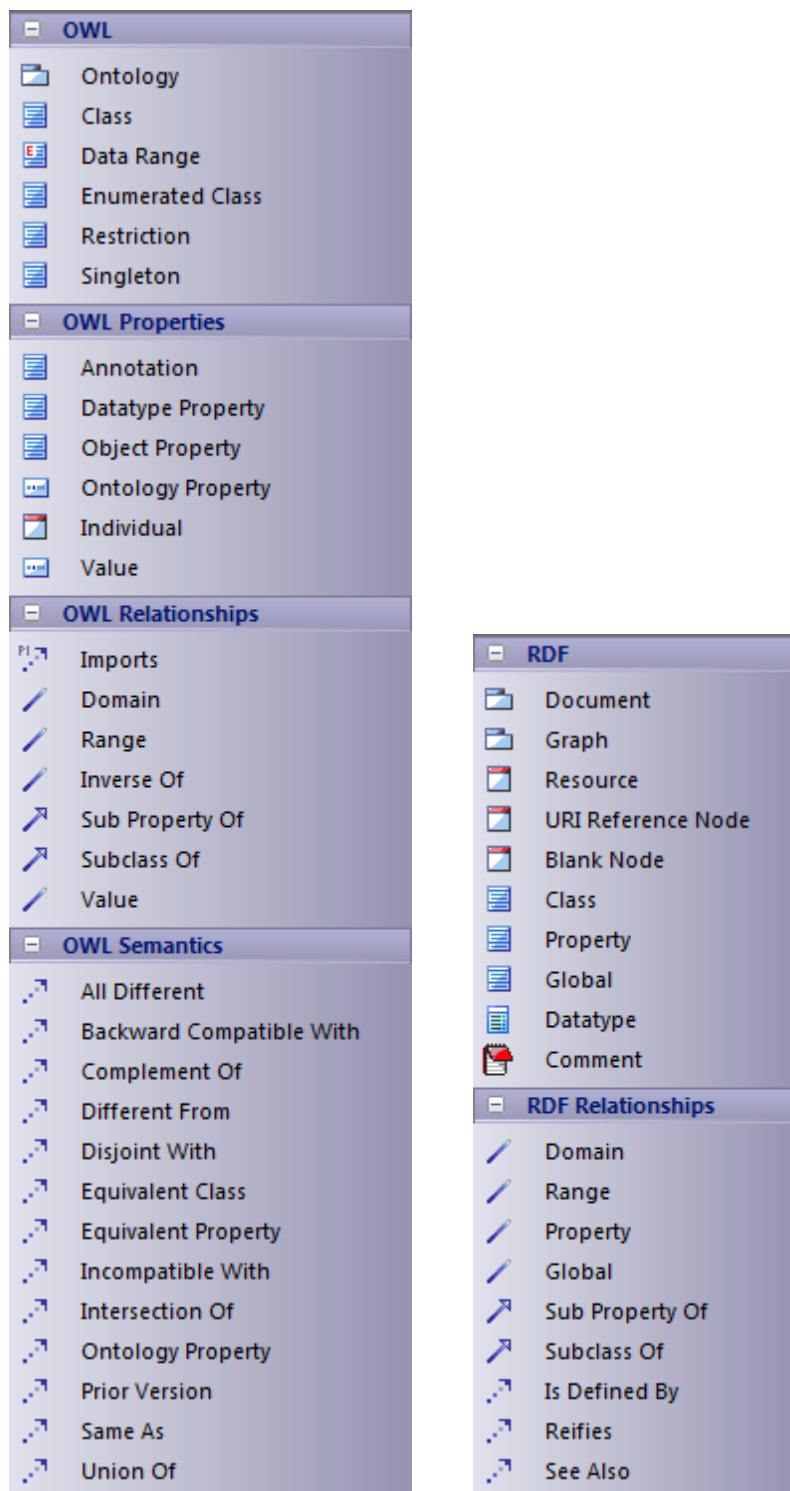 OWL
Ontology
Class
Data Range
Enumerated Class
Restriction
Singleton
OWL Properties
Annotation
Datatype Property
Object Property
Ontology Property
Individual
Value
OWL Relationships
Imports
Domain
Range
Inverse Of
Sub Property Of
Subclass Of
Value
OWL Semantics
All Different
Backward Compatible With
Complement Of
Different From
Disjoint With
Equivalent Class
Equivalent Property
Incompatible With
Intersection Of
Ontology Property
Prior Version
Same As
Union Of
RDF
Document
Graph
Resource
URI Reference Node
Blank Node
Class
Property
Global
Datatype
Comment
RDF Relationships
Domain
Range
Property
Global
Sub Property Of
Subclass Of
Is Defined By
Reifies
See Also